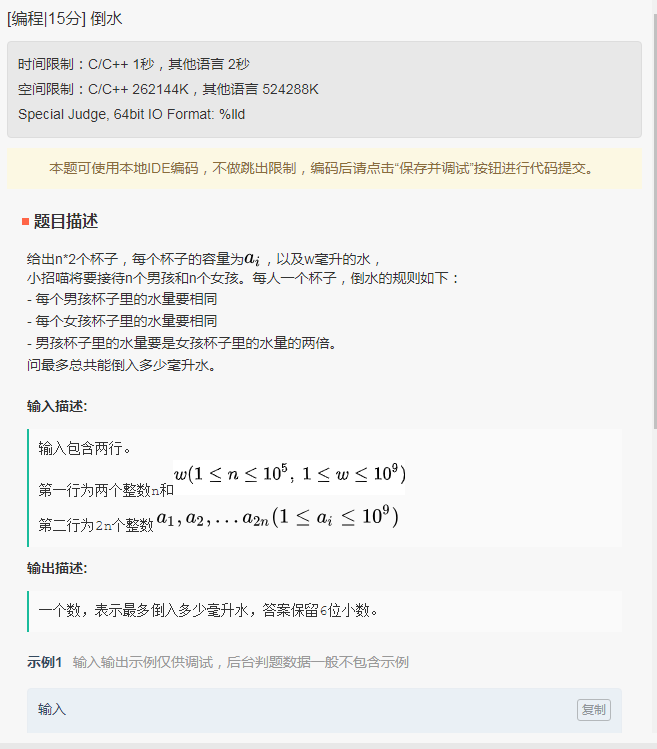 [编程|15分] 倒水
时间限制：C/C++ 1秒，其他语言 2秒
空间限制：C/C++ 262144K，其他语言 524288K
Special Judge, 64bit IO Format: %lld
本题可使用本地IDE编码，不做跳出限制，编码后请点击“保存并调试”按钮进行代码提交。
题目描述
给出n*2个杯子，每个杯子的容量为a_i，以及w毫升的水，
小招喵将要接待n个男孩和n个女孩。每人一个杯子，倒水的规则如下：
- 每个男孩杯子里的水量要相同
- 每个女孩杯子里的水量要相同
- 男孩杯子里的水量要是女孩杯子里的水量的两倍。
问最多总共能倒入多少毫升水。
输入描述:
输入包含两行。
第一行为两个整数n和w(1 ≤ n ≤ 10^5, 1 ≤ w ≤ 10^9)
第二行为2n个整数a_1, a_2, ... a_{2n}(1 ≤ a_i ≤ 10^9)
输出描述:
一个数，表示最多倒入多少毫升水，答案保留6位小数。
示例1 输入输出示例仅供调试，后台判题数据一般不包含示例
输入 复制